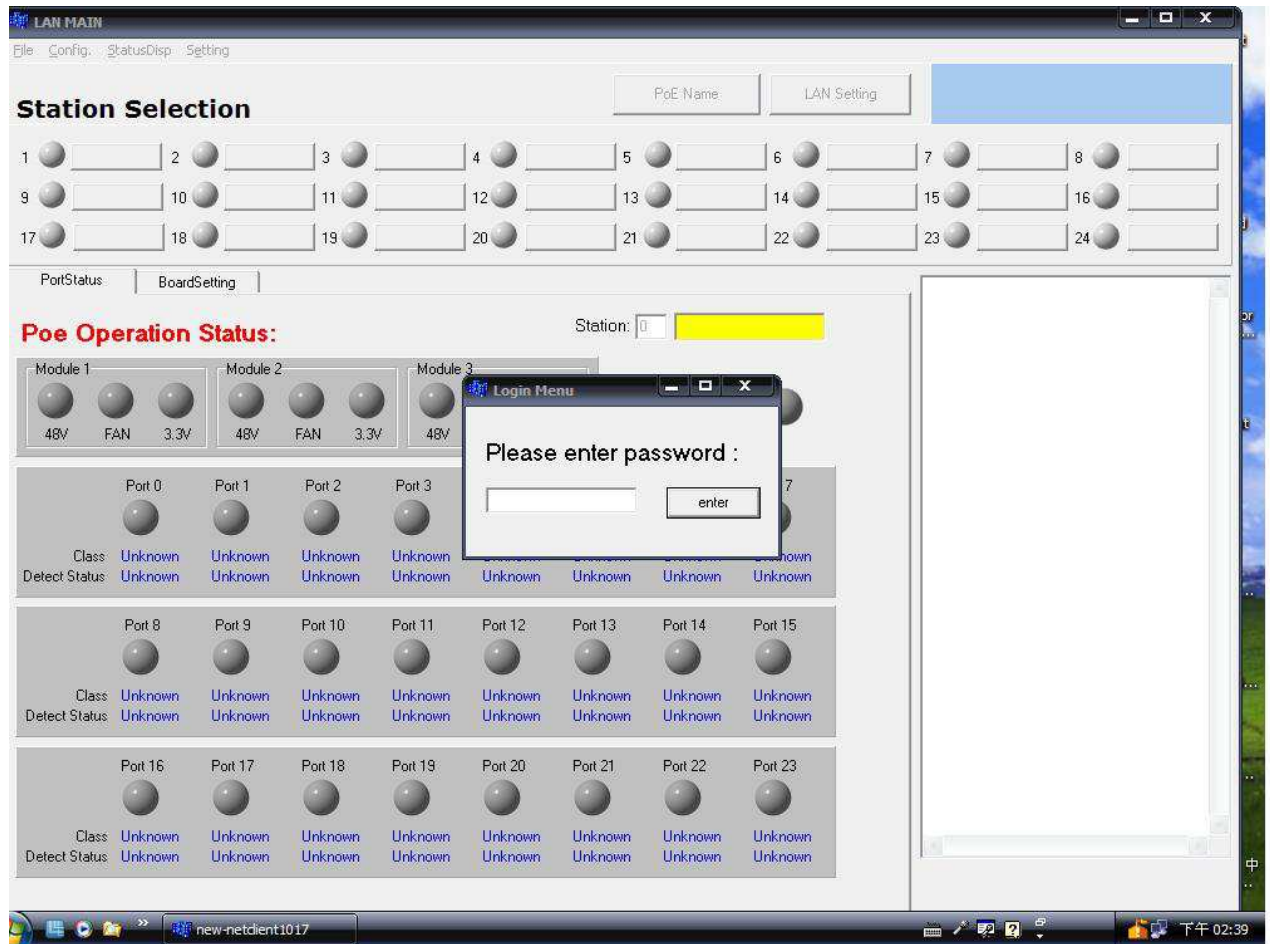 LAN MAIN
File Config. StatusDisp Setting
Station Selection
PoE Name LAN Setting
1 2 3 4 5 6 7 8
9 10 11 12 13 14 15 16
17 18 19 20 21 22 23 24
PortStatus BoardSetting
Poe Operation Status:
Station: 0
Module 1 Module 2 Module 3
48V FAN 3.3V 48V FAN 3.3V 48V
Login Menu
Please enter password :
enter
Port 0 Port 1 Port 2 Port 3 7
Class Unknown Unknown Unknown Unknown
Detect Status Unknown Unknown Unknown Unknown Unknown Unknown Unknown Unknown
Port 8 Port 9 Port 10 Port 11 Port 12 Port 13 Port 14 Port 15
Class Unknown Unknown Unknown Unknown Unknown Unknown Unknown Unknown
Detect Status Unknown Unknown Unknown Unknown Unknown Unknown Unknown Unknown
Port 16 Port 17 Port 18 Port 19 Port 20 Port 21 Port 22 Port 23
Class Unknown Unknown Unknown Unknown Unknown Unknown Unknown Unknown
Detect Status Unknown Unknown Unknown Unknown Unknown Unknown Unknown Unknown
中
new-netclient1017
下午 02:39